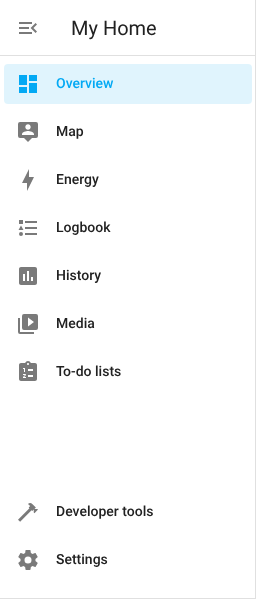 My Home
Overview
Map
Energy
Logbook
History
Media
To-do lists
Developer tools
Settings